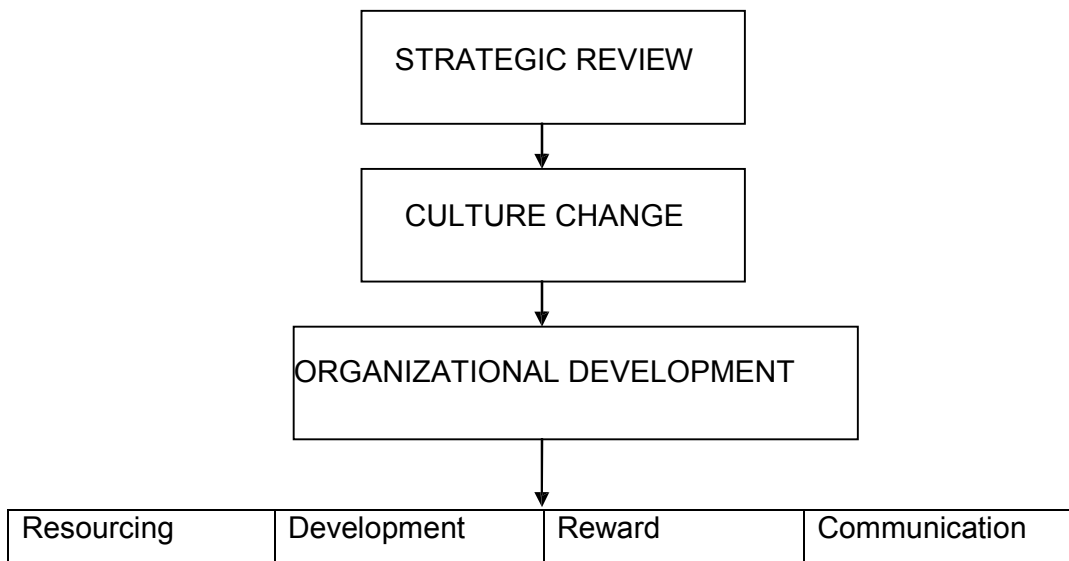 STRATEGIC REVIEW
CULTURE CHANGE
ORGANIZATIONAL DEVELOPMENT
Resourcing Development Reward Communication